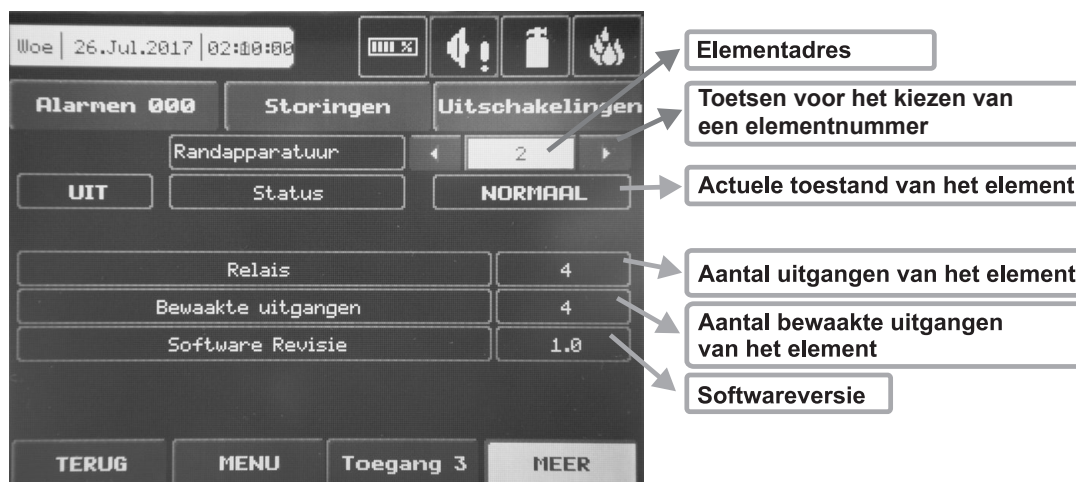 Woe 26.Jul.2017 02:10:00
Alarmen 000 Storingen Uitschakelingen
Randapparatuur 2
UIT Status NORMAAL
Relais 4
Bewaakte uitgangen 4
Software Revisie 1.0
TERUG MENU Toegang 3 MEER
Elementadres
Toetsen voor het kiezen van
een elementnummer
Actuele toestand van het element
Aantal uitgangen van het element
Aantal bewaakte uitgangen
van het element
Softwareversie